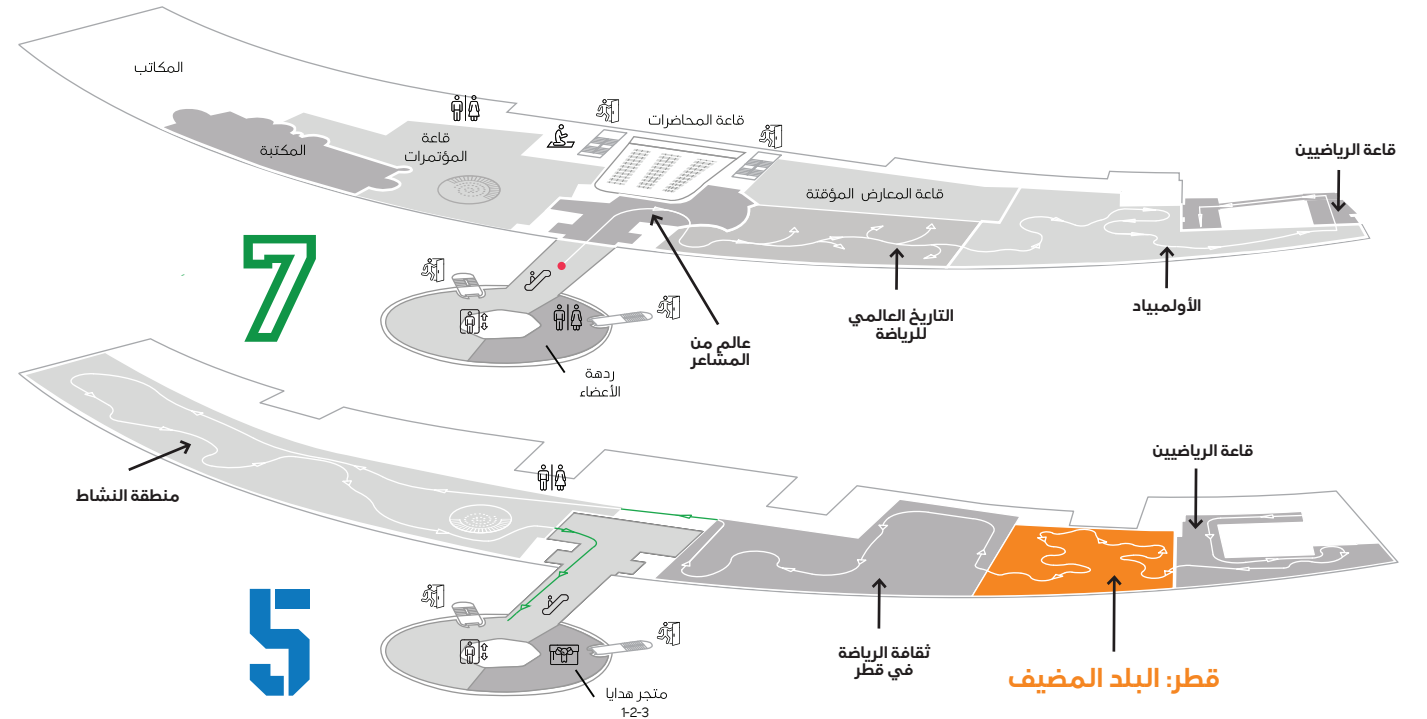 المكاتب
المكتبة
قاعة
المؤتمرات
قاعة المحاضرات
قاعة المعارض المؤقتة
قاعة الرياضيين
7
عالم من
المشاعر
التاريخ العالمي
للرياضة
الأولمبياد
ردهة
الأعضاء
منطقة النشاط
قاعة الرياضيين
5
ثقافة الرياضة
في قطر
قطر: البلد المضيف
متجر هدايا
1-2-3